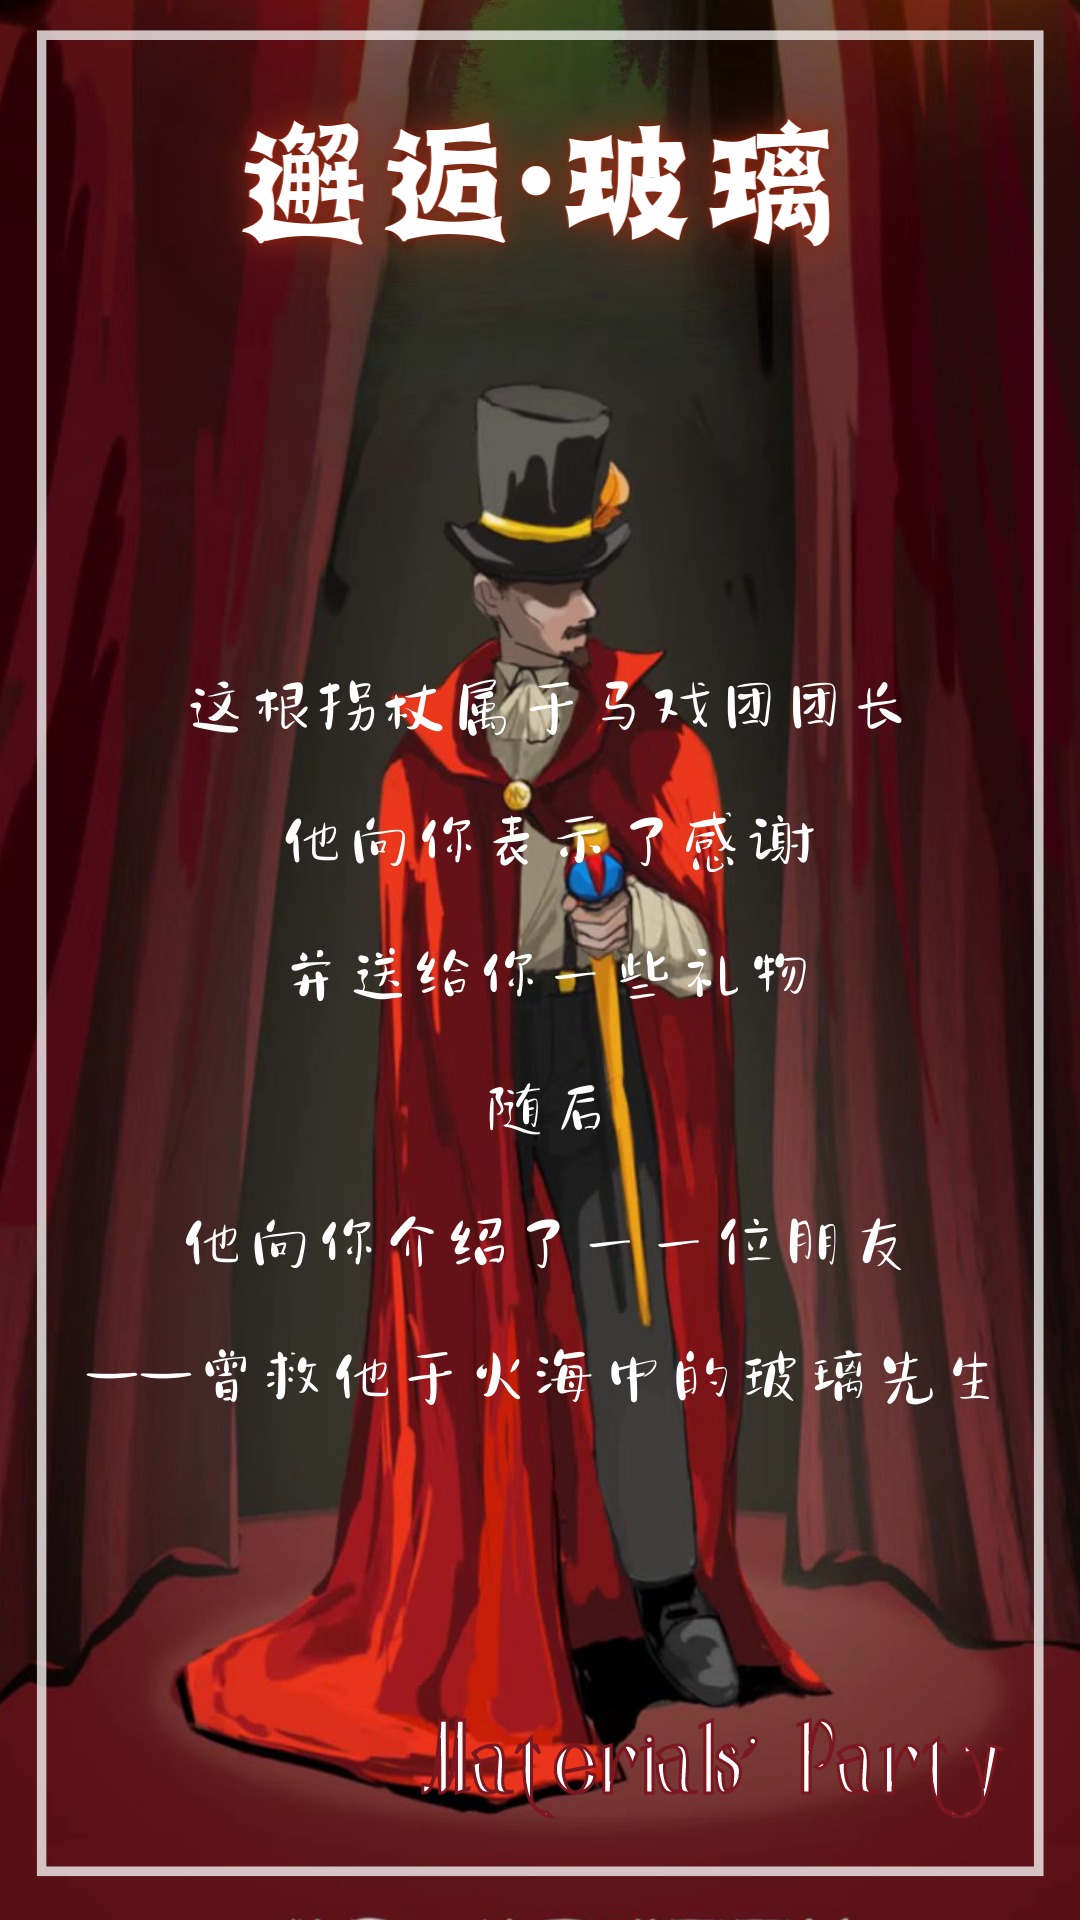 邂逅·玻璃
这根拐杖属于马戏团团长
他向你表示了感谢
并送给你一些礼物
随后
他向你介绍了一一位朋友
——曾救他于火海中的玻璃先生
Materials' Party